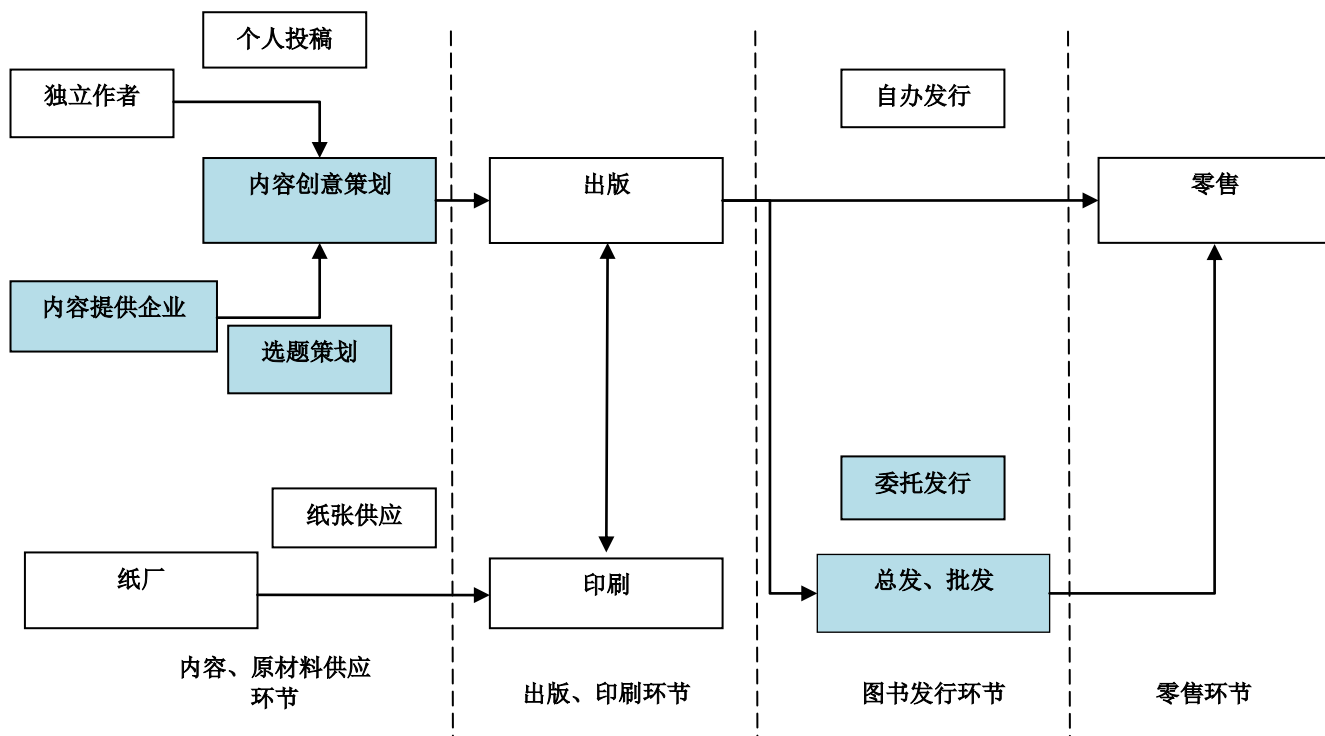 个人投稿
独立作者
自办发行
内容创意策划
出版
零售
内容提供企业
选题策划
委托发行
纸张供应
纸厂
印刷
总发、批发
内容、原材料供应
环节
出版、印刷环节
图书发行环节
零售环节